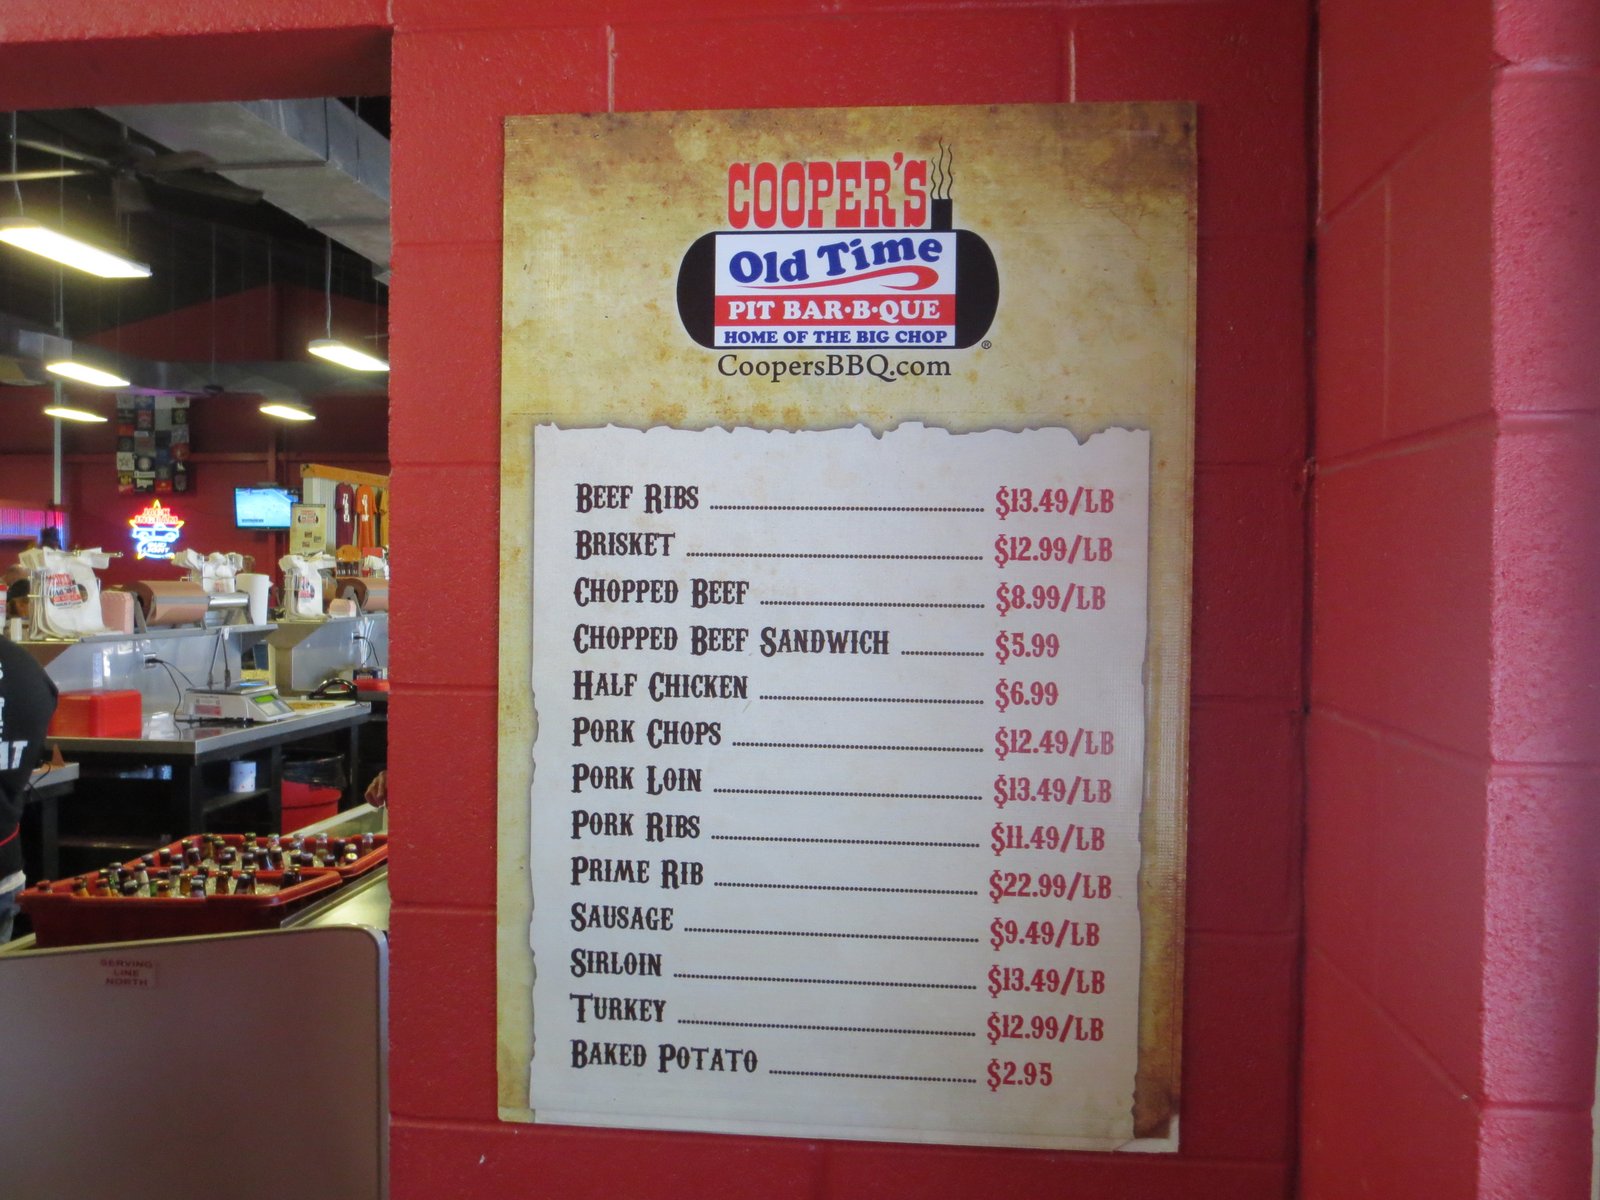 COOPER'S
Old Time
PIT BAR·B·QUE
HOME OF THE BIG CHOP
®
CoopersBBQ.com
BEEF RIBS $13.49/LB
BRISKET $12.99/LB
CHOPPED BEEF $8.99/LB
CHOPPED BEEF SANDWICH $5.99
HALF CHICKEN $6.99
PORK CHOPS $12.49/LB
PORK LOIN $13.49/LB
PORK RIBS $11.49/LB
PRIME RIB $22.99/LB
SAUSAGE $9.49/LB
SIRLOIN $13.49/LB
TURKEY $12.99/LB
BAKED POTATO $2.95
SERVING
LINE
NORTH